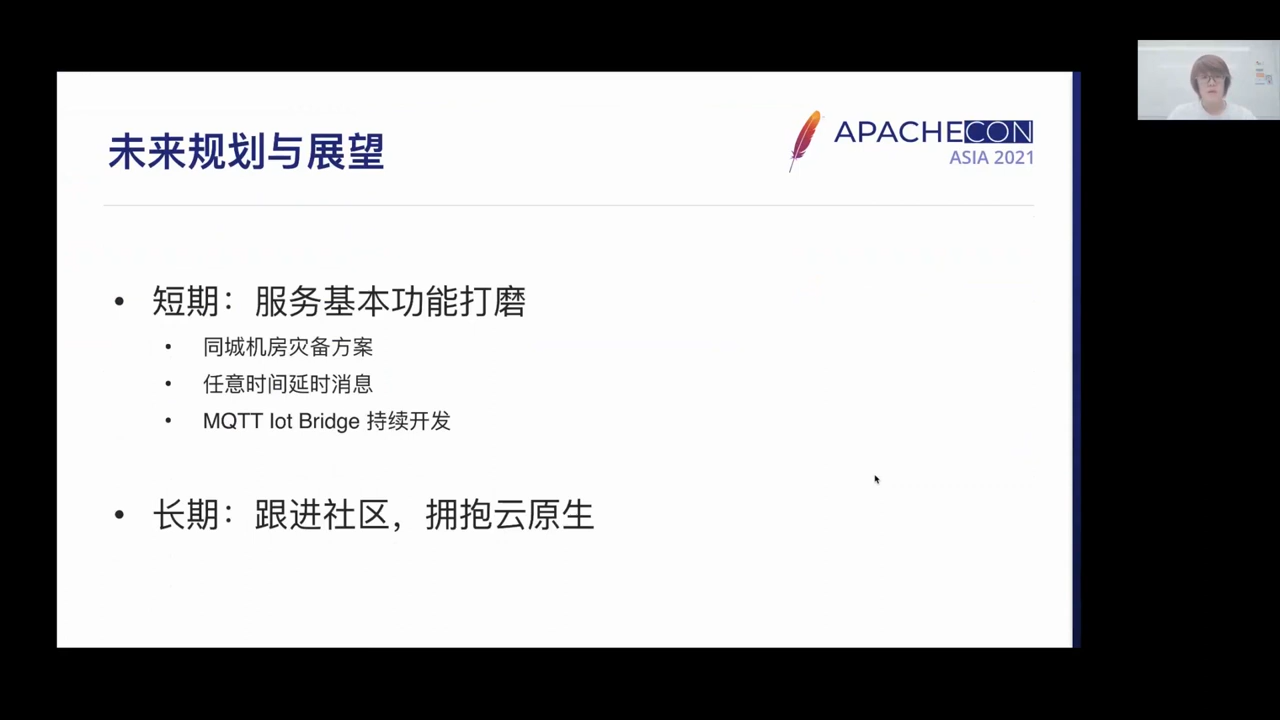 未来规划与展望
APACHECON
ASIA 2021
• 短期：服务基本功能打磨
• 同城机房灾备方案
• 任意时间延时消息
• MQTT Iot Bridge 持续开发
• 长期：跟进社区，拥抱云原生